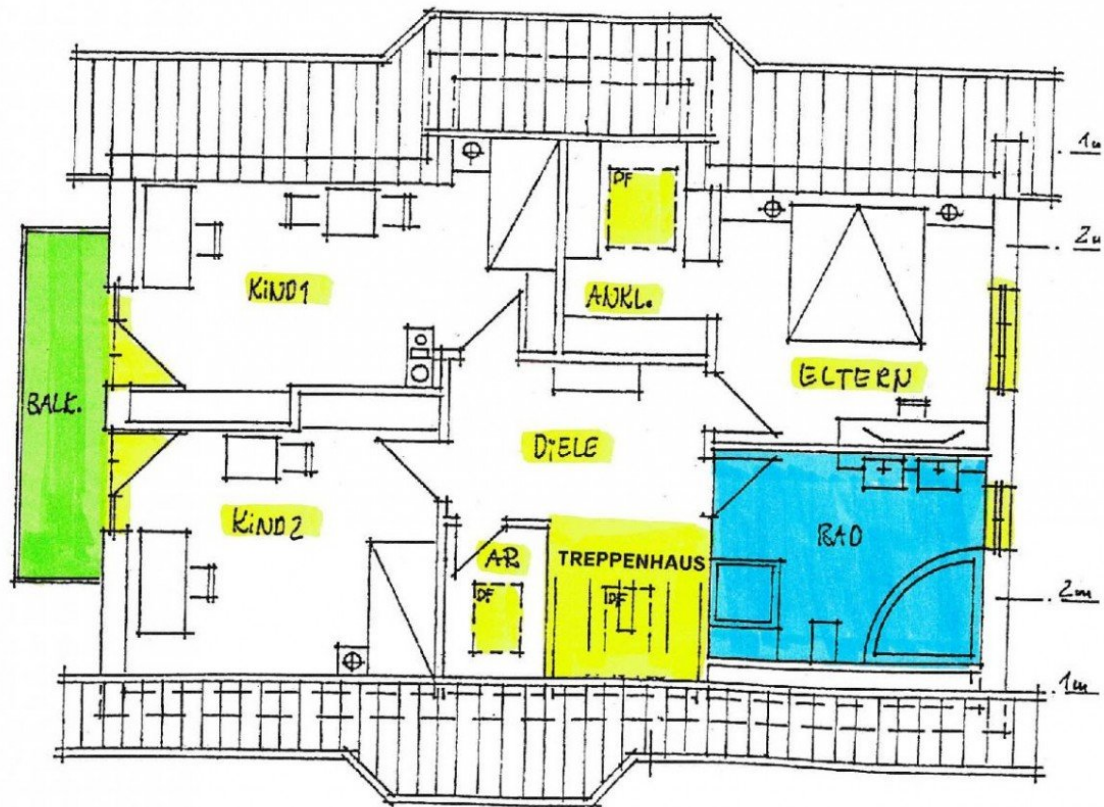 1m
DF
2m
KiND1
ANKL.
ELTERN
BALK.
DiELE
KiND2
AR
TREPPENHAUS
BAD
DF
DF
2m
1m